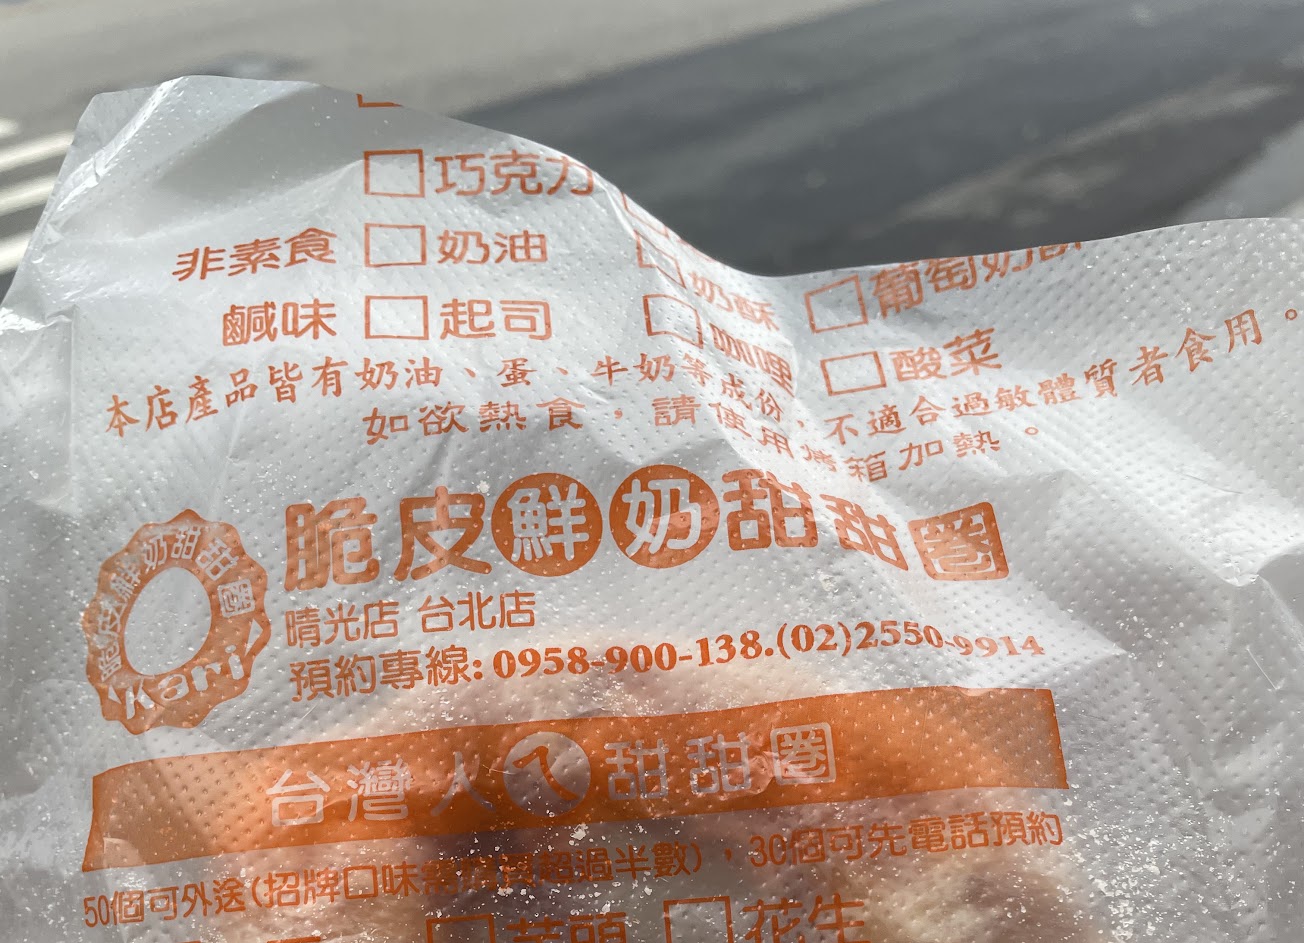 □巧克力
非素食 □奶油 □奶酥 □葡萄奶酥
鹹味 □起司 □咖哩 □酸菜
本店產品皆有奶油、蛋、牛奶等成份，不適合過敏體質者食用。
如欲熱食，請使用烤箱加熱。
脆皮鮮奶甜甜圈
脆皮鮮奶甜甜圈
Kari
晴光店 台北店
預約專線: 0958-900-138.(02)2550-9914
台灣人ㄟ甜甜圈
50個可外送(招牌口味需超過半數)，30個可先電話預約
□芋頭 □花生